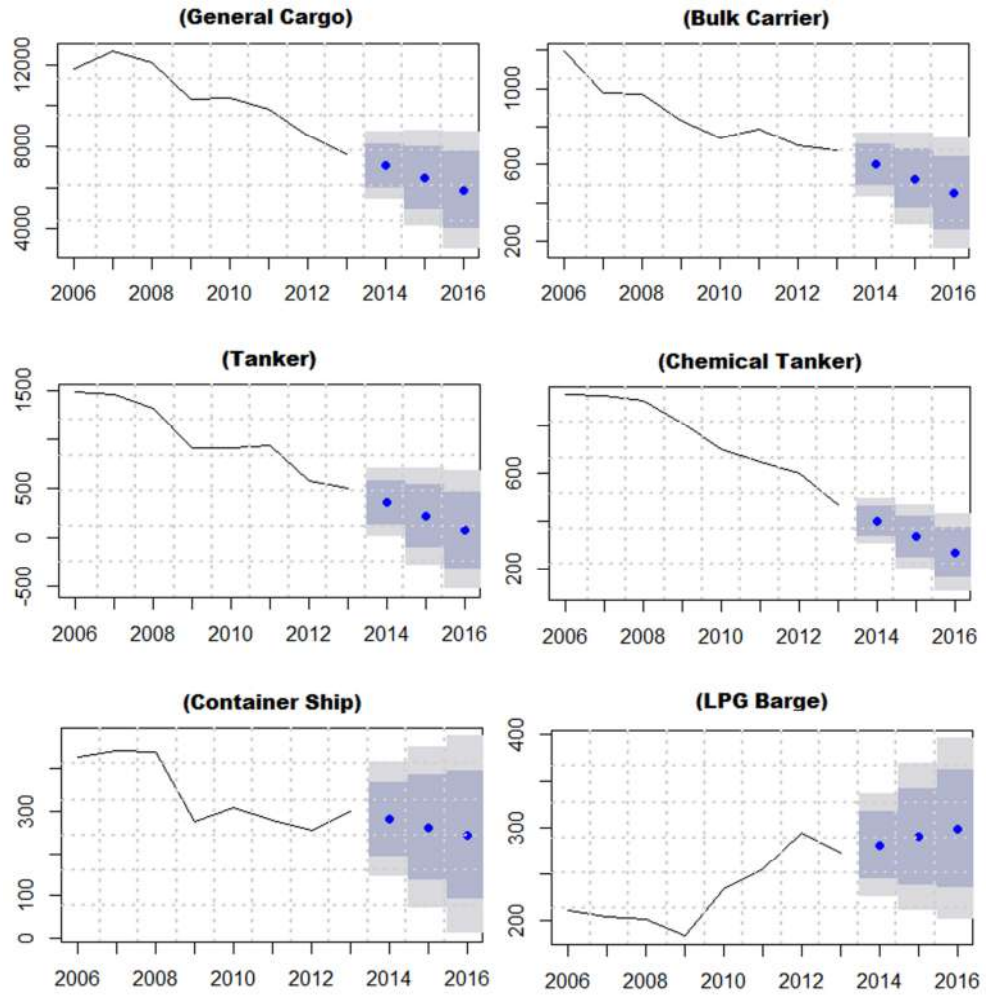 (General Cargo)
12000
8000
4000
2006 2008 2010 2012 2014 2016
(Bulk Carrier)
1000
600
200
2006 2008 2010 2012 2014 2016
(Tanker)
1500
500
0
-500
2006 2008 2010 2012 2014 2016
(Chemical Tanker)
600
200
2006 2008 2010 2012 2014 2016
(Container Ship)
300
100
0
2006 2008 2010 2012 2014 2016
(LPG Barge)
400
300
200
2006 2008 2010 2012 2014 2016